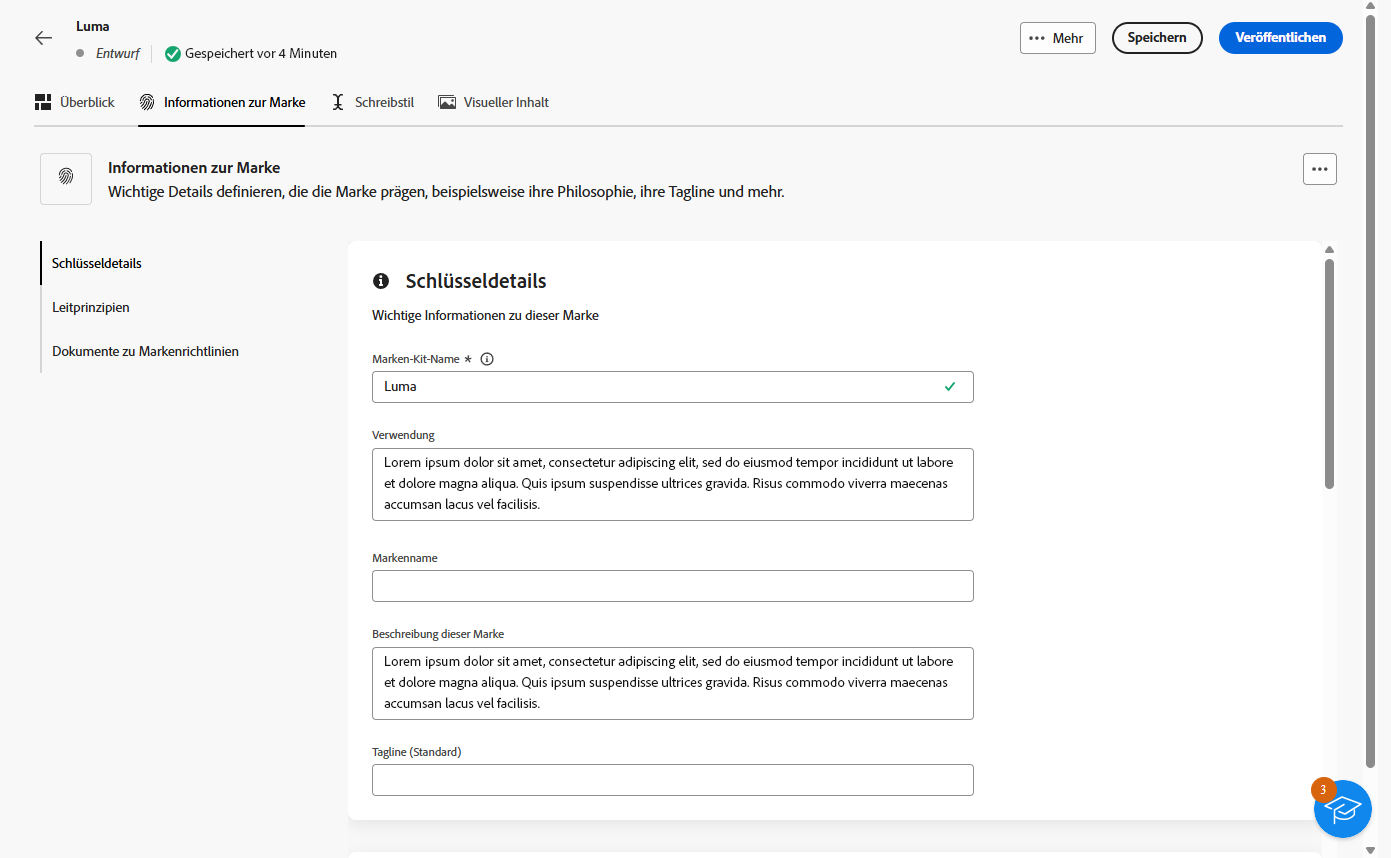 Luma
Entwurf
Gespeichert vor 4 Minuten
Mehr
Speichern
Veröffentlichen
Überblick
Informationen zur Marke
Schreibstil
Visueller Inhalt
Informationen zur Marke
Wichtige Details definieren, die die Marke prägen, beispielsweise ihre Philosophie, ihre Tagline und mehr.
Schlüsseldetails
Leitprinzipien
Dokumente zu Markenrichtlinien
Schlüsseldetails
Wichtige Informationen zu dieser Marke
Marken-Kit-Name *
Luma
Verwendung
Lorem ipsum dolor sit amet, consectetur adipiscing elit, sed do eiusmod tempor incididunt ut labore
et dolore magna aliqua. Quis ipsum suspendisse ultrices gravida. Risus commodo viverra maecenas
accumsan lacus vel facilisis.
Markenname
Beschreibung dieser Marke
Lorem ipsum dolor sit amet, consectetur adipiscing elit, sed do eiusmod tempor incididunt ut labore
et dolore magna aliqua. Quis ipsum suspendisse ultrices gravida. Risus commodo viverra maecenas
accumsan lacus vel facilisis.
Tagline (Standard)
3